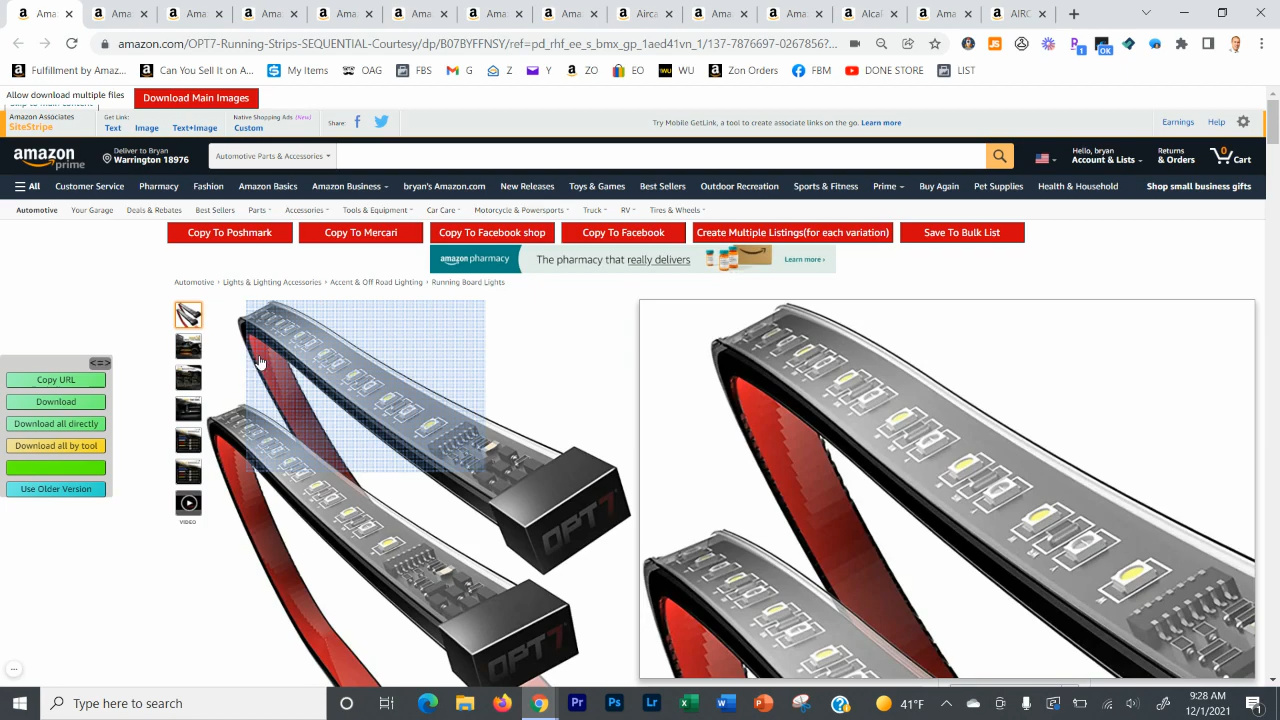 Ama
Ama
Ama
Ama
Ama
Ama
Ama
Airca
Ama
Ama
Alcal
Ama
AIRC
amazon.com/OPT7-Running-Strips-SEQUENTIAL-Courtesy/dp/B07BYFFNSY/ref=pd_rhf_ee_s_bmx_gp_1aed41vn_1/137-7876697-0267856?...
Fulfillment by Amaz...
Can You Sell It on A...
My Items
OAG
FBS
G
Z
Y
ZO
EO
WU
Zon Orders
FBM
DONE STORE
LIST
Allow download multiple files
Download Main Images
Skip to main content
Amazon Associates
SiteStripe
Get Link:
Text
Image
Text+Image
Native Shopping Ads (New)
Custom
Share:
Try Mobile GetLink, a tool to create associate links on the go. Learn more
Earnings
Help
amazon
prime
Deliver to Bryan
Warrington 18976
Automotive Parts & Accessories
Hello, bryan
Account & Lists
Returns
& Orders
0
Cart
All
Customer Service
Pharmacy
Fashion
Amazon Basics
Amazon Business
bryan's Amazon.com
New Releases
Toys & Games
Best Sellers
Outdoor Recreation
Sports & Fitness
Prime
Buy Again
Pet Supplies
Health & Household
Shop small business gifts
Automotive
Your Garage
Deals & Rebates
Best Sellers
Parts
Accessories
Tools & Equipment
Car Care
Motorcycle & Powersports
Truck
RV
Tires & Wheels
Copy To Poshmark
Copy To Mercari
Copy To Facebook shop
Copy To Facebook
Create Multiple Listings(for each variation)
Save To Bulk List
amazon pharmacy
The pharmacy that really delivers
Learn more ›
Automotive › Lights & Lighting Accessories › Accent & Off Road Lighting › Running Board Lights
VIDEO
<=>
Copy URL
Download
Download all directly
Download all by tool
Use Older Version
OPT7
OPT7
Type here to search
41°F
9:28 AM
12/1/2021